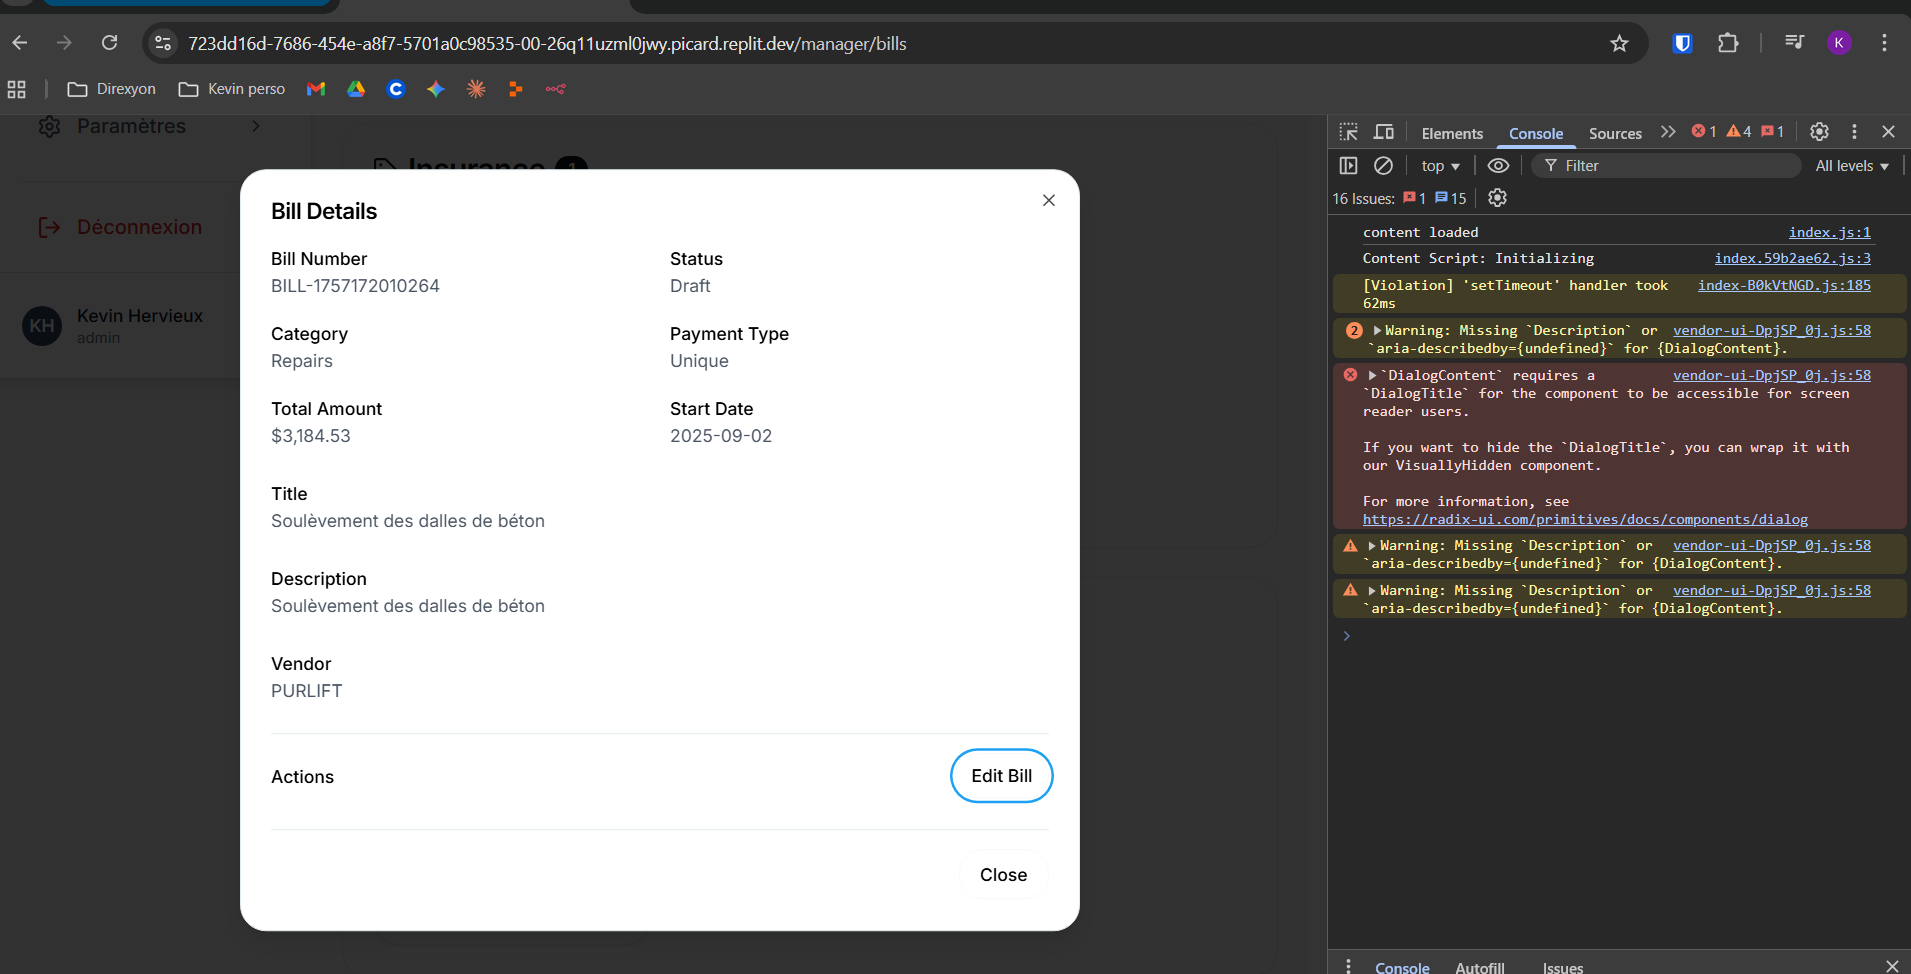 723dd16d-7686-454e-a8f7-5701a0c98535-00-26q11uzml0jwy.picard.replit.dev/manager/bills
K
Direxyon
Kevin perso
Paramètres
Déconnexion
KH
Kevin Hervieux
admin
Insurance 1
Bill Details
Bill Number
BILL-1757172010264
Status
Draft
Category
Repairs
Payment Type
Unique
Total Amount
$3,184.53
Start Date
2025-09-02
Title
Soulèvement des dalles de béton
Description
Soulèvement des dalles de béton
Vendor
PURLIFT
Actions
Edit Bill
Close
Elements Console Sources 1 4 1
top Filter All levels
16 Issues: 1 15
content loaded index.js:1
Content Script: Initializing index.59b2ae62.js:3
[Violation] 'setTimeout' handler took index-B0kVtNGD.js:185
62ms
2 Warning: Missing `Description` or vendor-ui-DpjSP_0j.js:58
`aria-describedby={undefined}` for {DialogContent}.
`DialogContent` requires a vendor-ui-DpjSP_0j.js:58
`DialogTitle` for the component to be accessible for screen
reader users.
If you want to hide the `DialogTitle`, you can wrap it with
our VisuallyHidden component.
For more information, see
https://radix-ui.com/primitives/docs/components/dialog
Warning: Missing `Description` or vendor-ui-DpjSP_0j.js:58
`aria-describedby={undefined}` for {DialogContent}.
Warning: Missing `Description` or vendor-ui-DpjSP_0j.js:58
`aria-describedby={undefined}` for {DialogContent}.
Console Autofill Issues